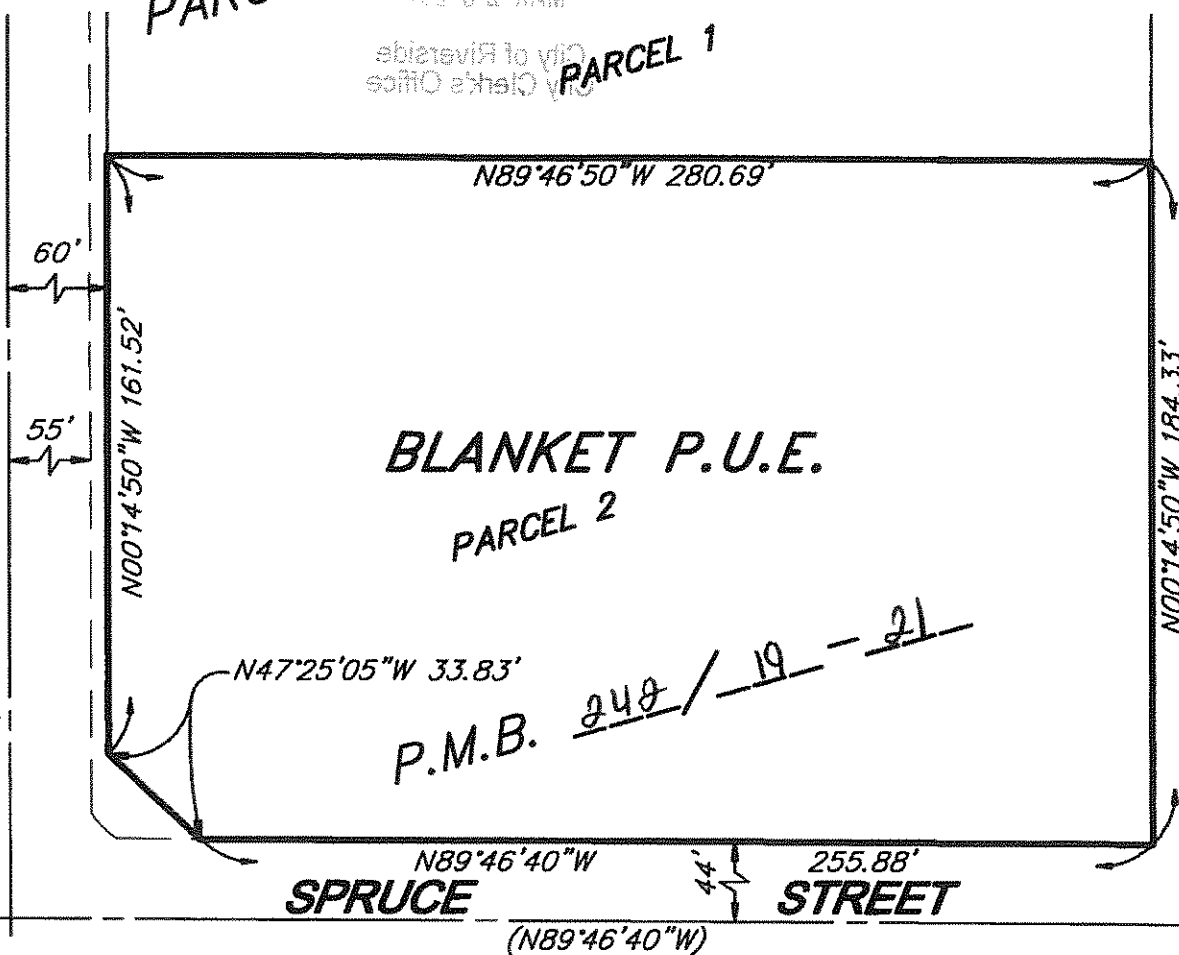 PARCEL 1
City of Riverside
City Clerk's Office
N89°46'50"W 280.69'
60'
N00°14'50"W 161.52'
N00°14'50"W 184.33'
55'
BLANKET P.U.E.
PARCEL 2
N47°25'05"W 33.83'
P.M.B. 242/19-21
N89°46'40"W 255.88'
44'
SPRUCE STREET
(N89°46'40"W)